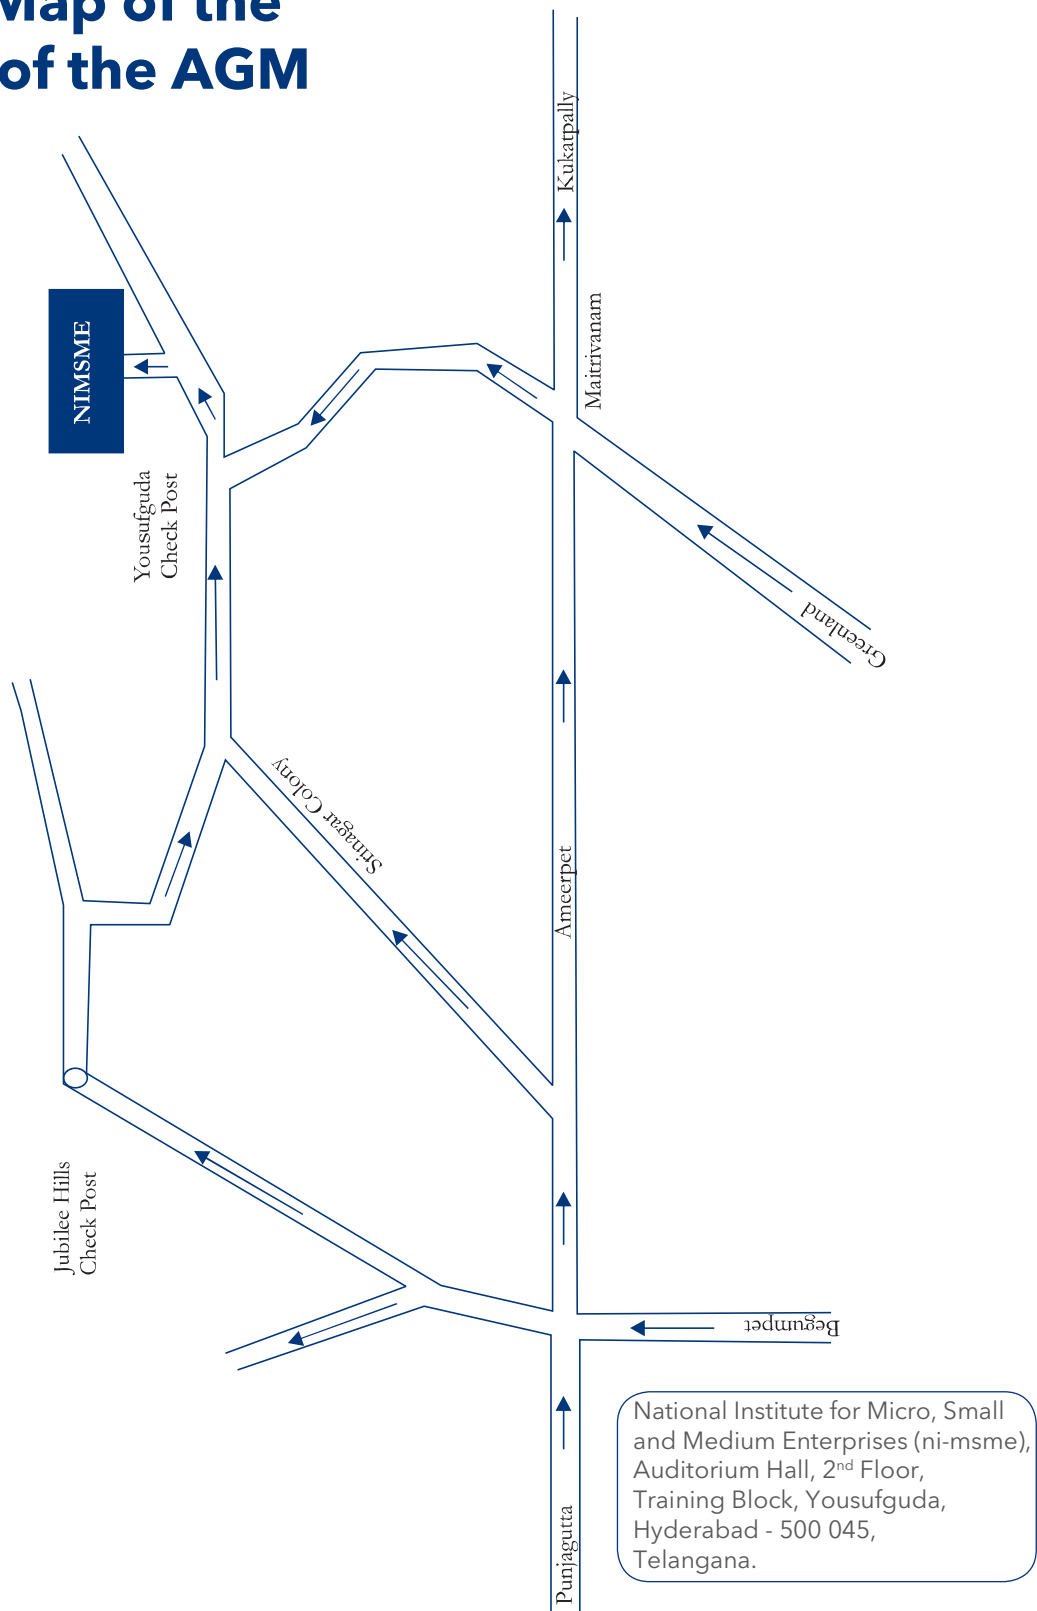 Map of the
of the AGM
Kukatpally
Maitrivanam
NIMSME
Yousufguda
Check Post
Greenland
Srinagar Colony
Ameerpet
Jubilee Hills
Check Post
Begumpet
Punjagutta
National Institute for Micro, Small
and Medium Enterprises (ni-msme),
Auditorium Hall, 2nd Floor,
Training Block, Yousufguda,
Hyderabad - 500 045,
Telangana.